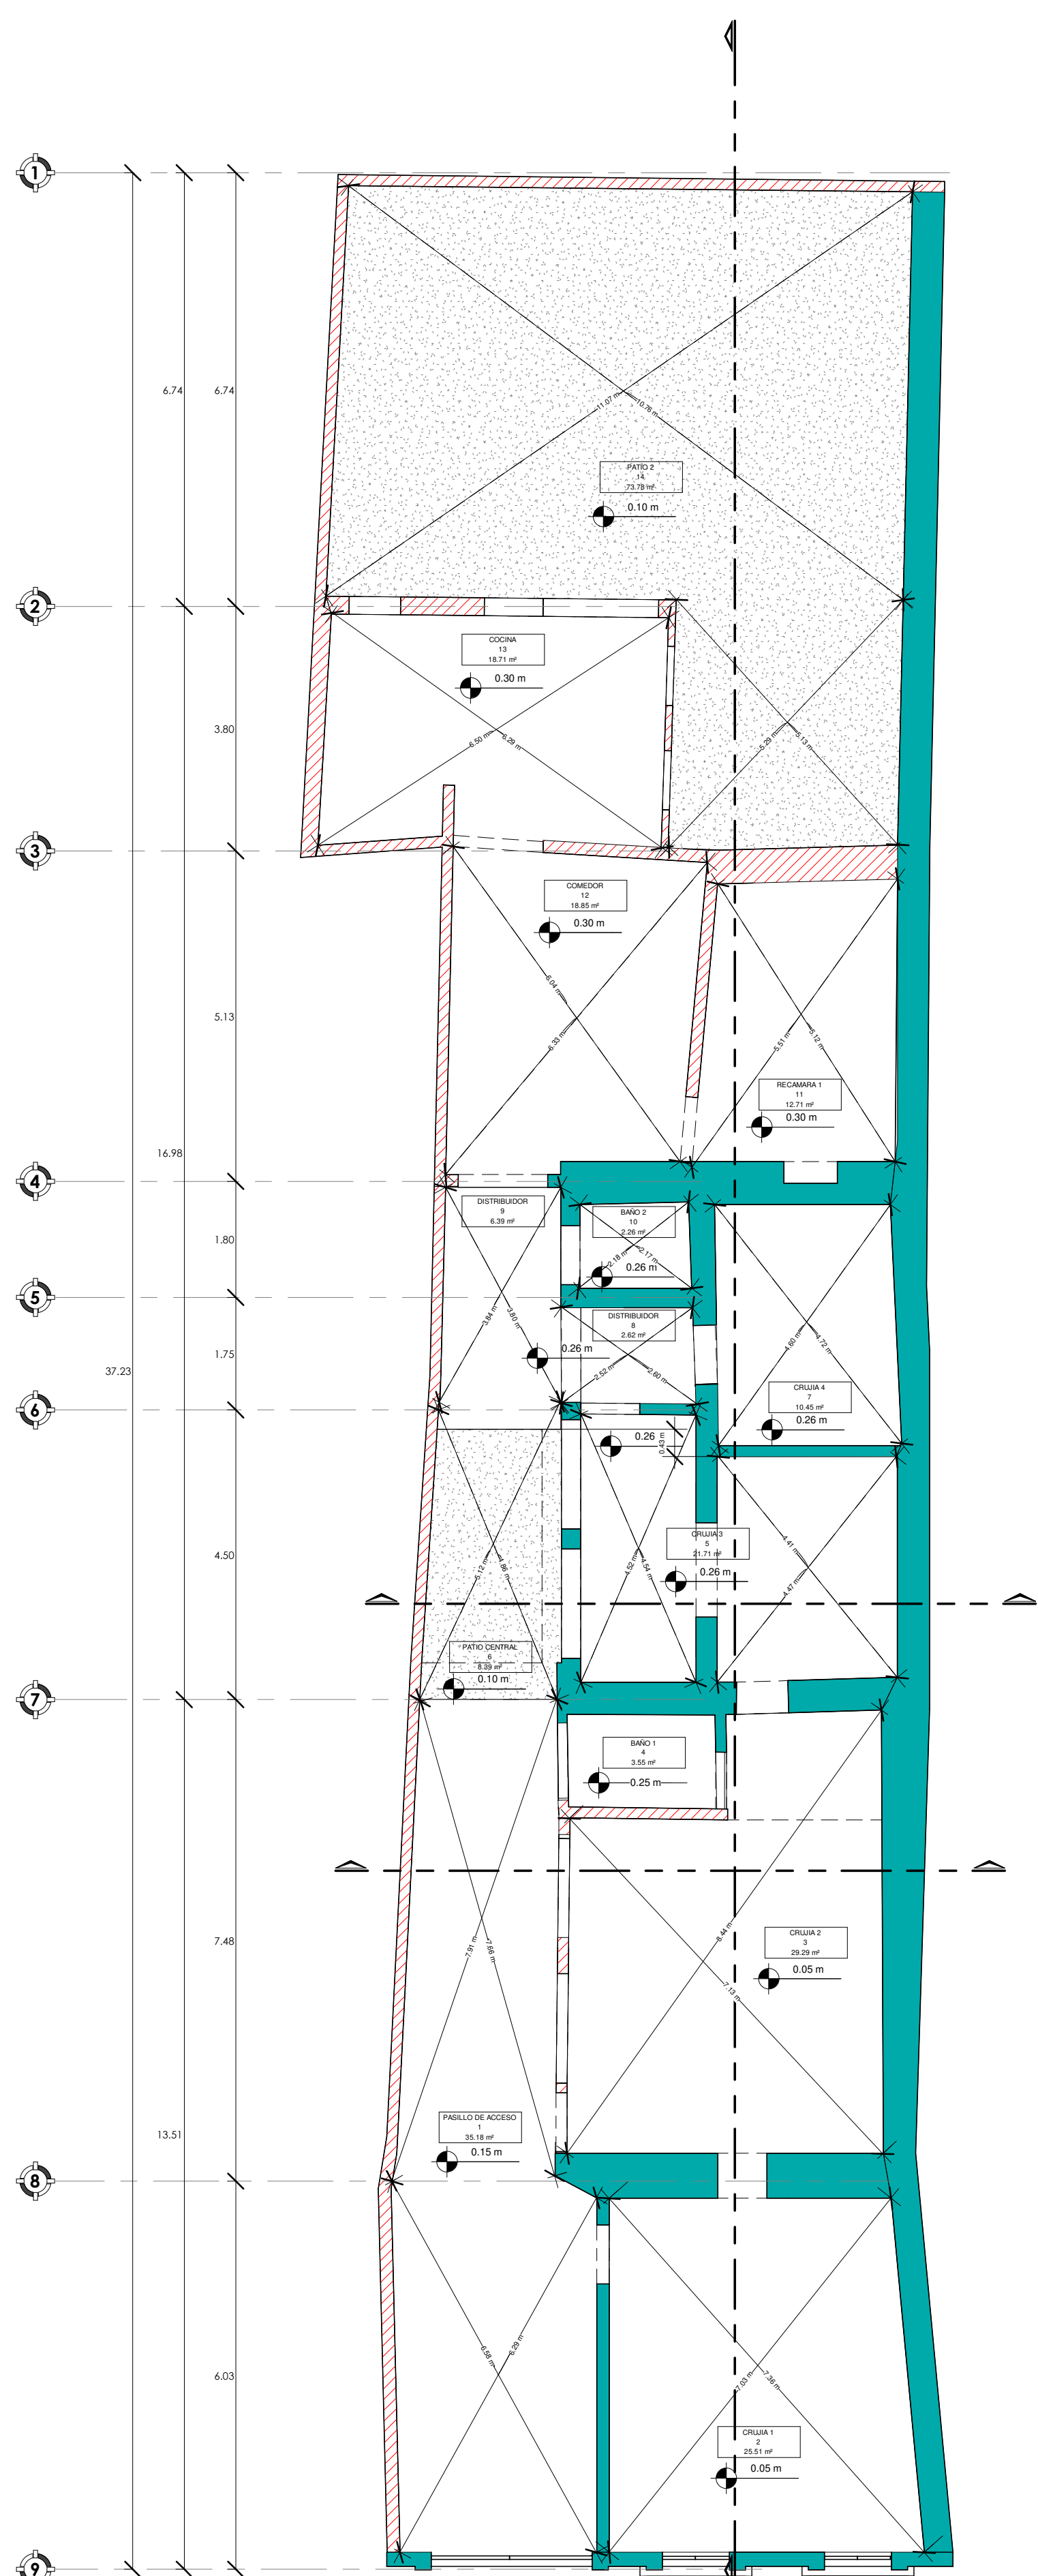 1
6.74
6.74
11.07 m
10.76 m
PATIO 2
14
73.78 m²
0.10 m
2
COCINA
13
18.71 m²
0.30 m
3.80
6.50 m
6.29 m
5.29 m
5.13 m
3
COMEDOR
12
18.85 m²
0.30 m
5.13
6.04 m
6.33 m
5.51 m
5.12 m
RECAMARA 1
11
12.71 m²
0.30 m
16.98
4
DISTRIBUIDOR
9
6.39 m²
BAÑO 2
10
2.26 m²
1.80
2.18 m
2.17 m
0.26 m
5
3.84 m
3.80 m
DISTRIBUIDOR
8
2.62 m²
0.26 m
1.75
2.52 m
2.60 m
4.60 m
4.72 m
37.23
CRUJIA 4
7
10.45 m²
0.26 m
6
0.26
0.43 m
CRUJIA 3
5
21.71 m²
0.26 m
4.50
5.12 m
4.86 m
4.52 m
4.54 m
4.41 m
4.47 m
PATIO CENTRAL
6
8.39 m²
0.10 m
7
BAÑO 1
4
3.55 m²
0.25 m
7.48
7.91 m
7.66 m
8.44 m
7.13 m
CRUJIA 2
3
29.29 m²
0.05 m
13.51
PASILLO DE ACCESO
1
35.18 m²
0.15 m
8
6.03
6.58 m
6.29 m
7.03 m
7.36 m
CRUJIA 1
2
25.51 m²
0.05 m
9